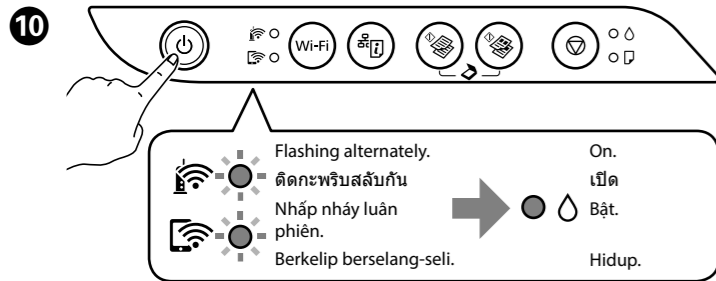 10
Wi-Fi
Flashing alternately.
ติดกะพริบสลับกัน
Nhấp nháy luân
phiên.
Berkelip berselang-seli.
On.
เปิด
Bật.
Hidup.